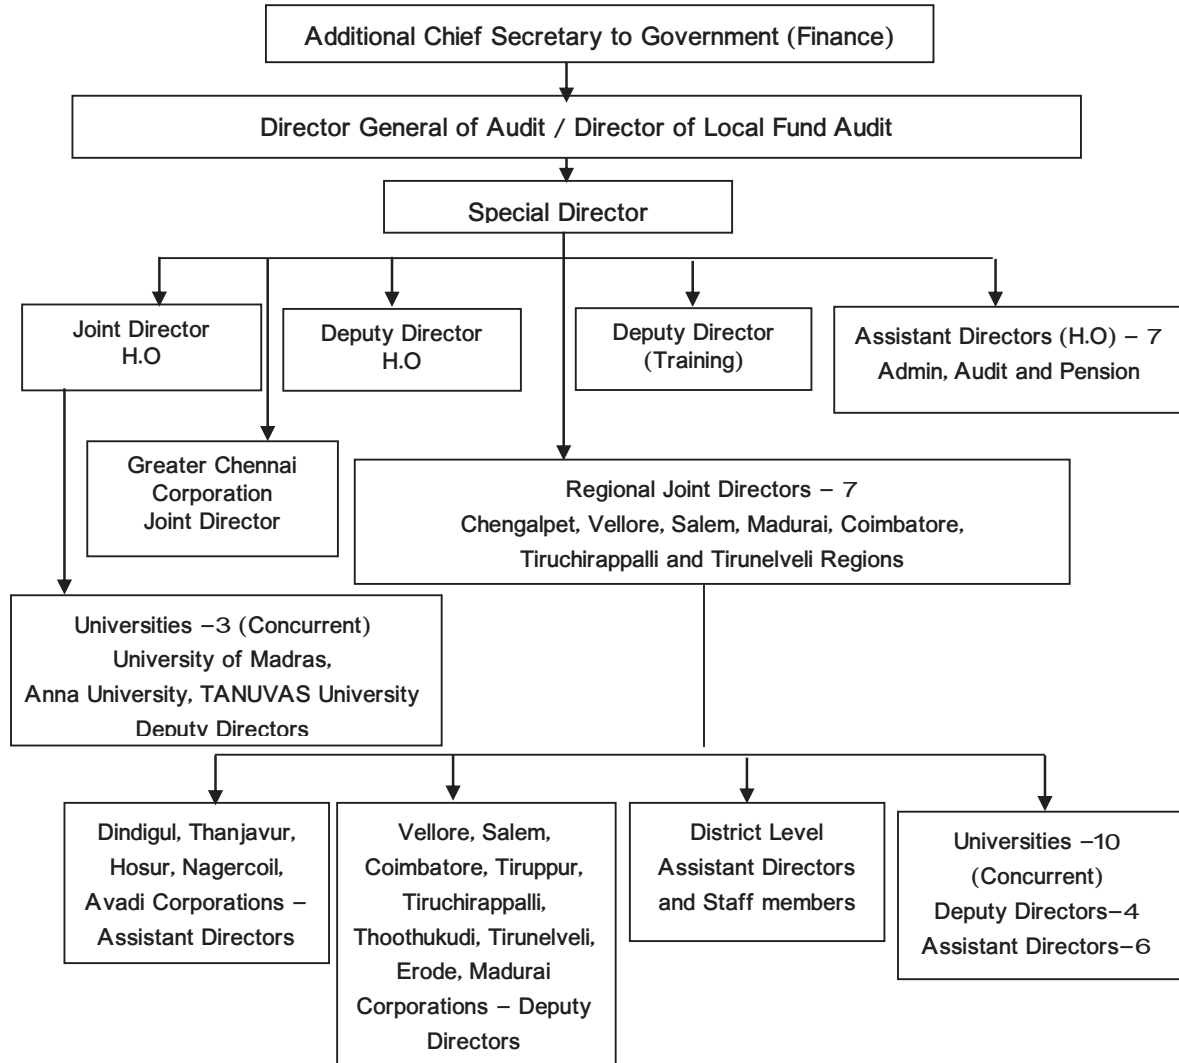 Additional Chief Secretary to Government (Finance)
Director General of Audit / Director of Local Fund Audit
Special Director
Joint Director
H.O
Deputy Director
H.O
Deputy Director
(Training)
Assistant Directors (H.O) – 7
Admin, Audit and Pension
Greater Chennai
Corporation
Joint Director
Regional Joint Directors – 7
Chengalpet, Vellore, Salem, Madurai, Coimbatore,
Tiruchirappalli and Tirunelveli Regions
Universities –3 (Concurrent)
University of Madras,
Anna University, TANUVAS University
Deputy Directors
Dindigul, Thanjavur,
Hosur, Nagercoil,
Avadi Corporations –
Assistant Directors
Vellore, Salem,
Coimbatore, Tiruppur,
Tiruchirappalli,
Thoothukudi, Tirunelveli,
Erode, Madurai
Corporations – Deputy
Directors
District Level
Assistant Directors
and Staff members
Universities –10
(Concurrent)
Deputy Directors–4
Assistant Directors–6